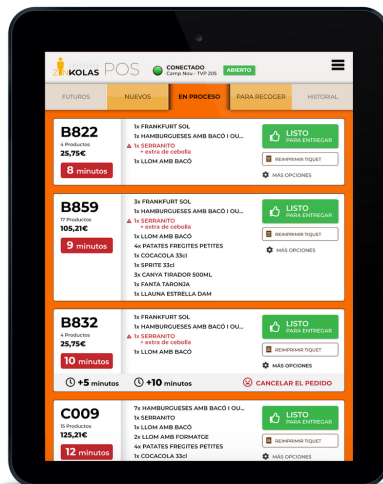 ZINKOLAS POS
CONECTADO
Camp Nou - TVP 205
ABIERTO
FUTUROS
NUEVOS
EN PROCESO
PARA RECOGER
HISTORIAL
B822
4 Productos
25,75€
8 minutos
1x FRANKFURT SOL
1x HAMBURGUESES AMB BACÓ I OU...
1x SERRANITO
+ extra de cebolla
1x LLOM AMB BACÓ
LISTO
PARA ENTREGAR
REIMPRIMIR TIQUET
MÁS OPCIONES
B859
17 Productos
105,21€
9 minutos
3x FRANKFURT SOL
1x HAMBURGUESES AMB BACÓ I OU...
1x SERRANITO
+ extra de cebolla
1x LLOM AMB BACÓ
4x PATATES FREGITES PETITES
1x COCACOLA 33cl
1x SPRITE 33cl
3x CANYA TIRADOR 500ML
1x FANTA TARONJA
1x LLAUNA ESTRELLA DAM
LISTO
PARA ENTREGAR
REIMPRIMIR TIQUET
MÁS OPCIONES
B832
4 Productos
25,75€
10 minutos
1x FRANKFURT SOL
1x HAMBURGUESES AMB BACÓ I OU...
1x SERRANITO
+ extra de cebolla
1x LLOM AMB BACÓ
LISTO
PARA ENTREGAR
REIMPRIMIR TIQUET
MÁS OPCIONES
+5 minutos
+10 minutos
CANCELAR EL PEDIDO
C009
15 Productos
125,21€
12 minutos
7x HAMBURGUESES AMB BACÓ I OU...
1x SERRANITO
1x LLOM AMB BACÓ
2x LLOM AMB FORMATGE
4x PATATES FREGITES PETITES
1x COCACOLA 33cl
LISTO
PARA ENTREGAR
REIMPRIMIR TIQUET
MÁS OPCIONES